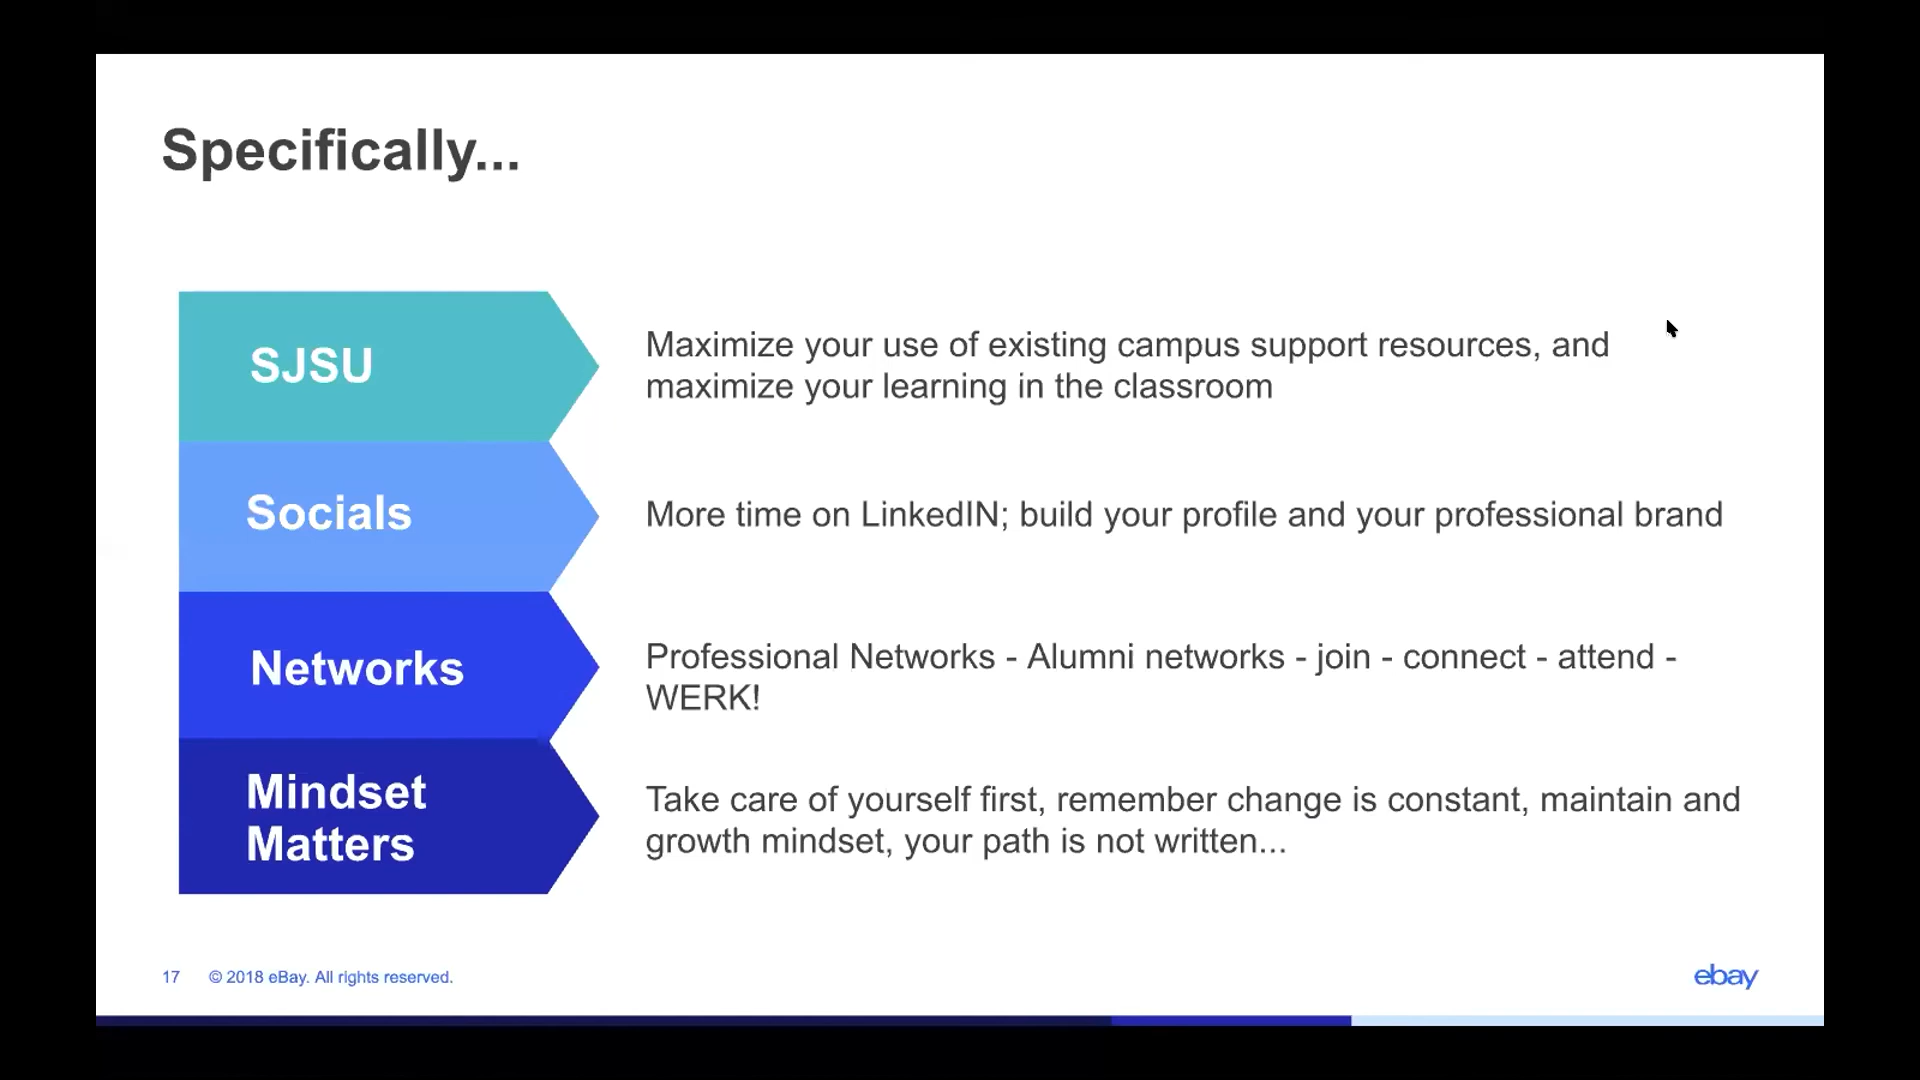 Specifically...
SJSU
Maximize your use of existing campus support resources, and
maximize your learning in the classroom
Socials
More time on LinkedIN; build your profile and your professional brand
Networks
Professional Networks - Alumni networks - join - connect - attend -
WERK!
Mindset
Matters
Take care of yourself first, remember change is constant, maintain and
growth mindset, your path is not written...
17 © 2018 eBay. All rights reserved.
ebay